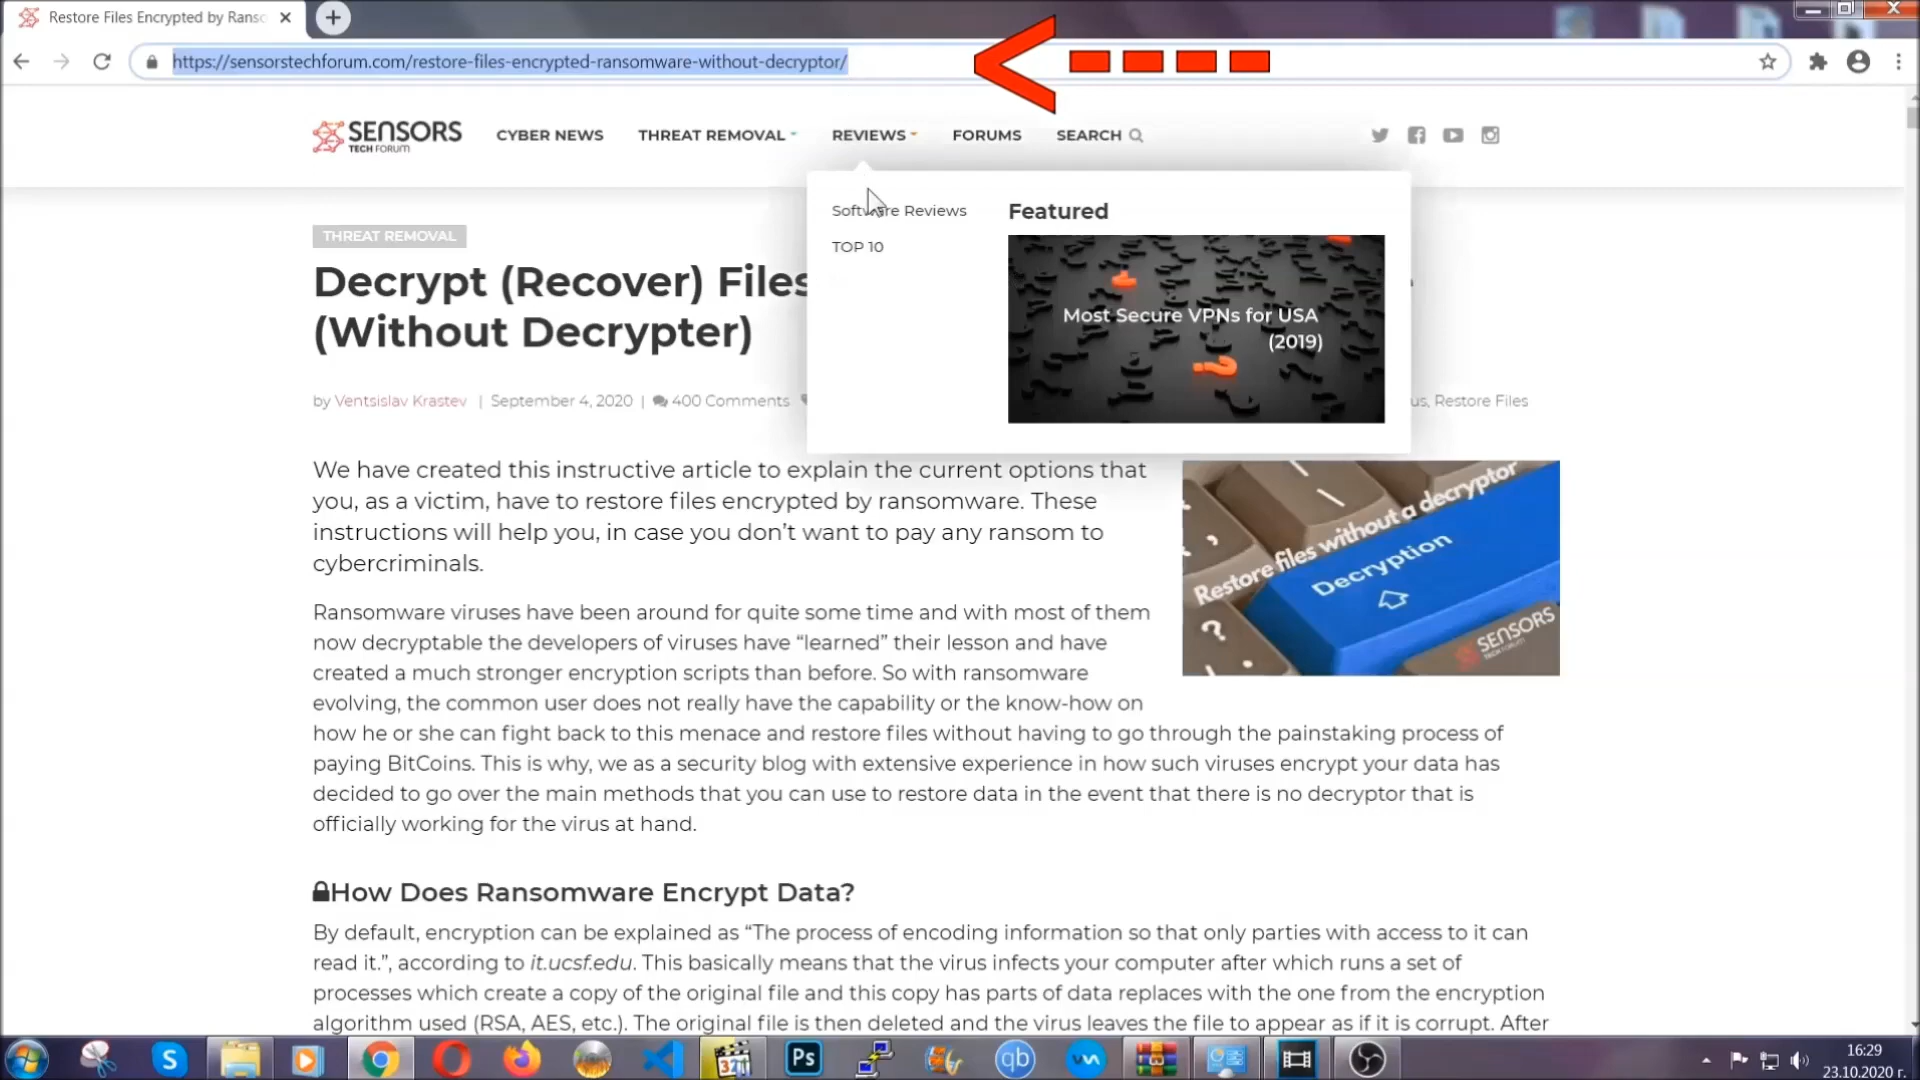 Restore Files Encrypted by Ranso
https://sensorstechforum.com/restore-files-encrypted-ransomware-without-decryptor/
SENSORS
TECH FORUM
CYBER NEWS
THREAT REMOVAL
REVIEWS
FORUMS
SEARCH
Software Reviews
TOP 10
Featured
Most Secure VPNs for USA
(2019)
THREAT REMOVAL
Decrypt (Recover) Files
(Without Decrypter)
by Ventsislav Krastev | September 4, 2020 | 400 Comments
us, Restore Files
We have created this instructive article to explain the current options that
you, as a victim, have to restore files encrypted by ransomware. These
instructions will help you, in case you don’t want to pay any ransom to
cybercriminals.
Restore files without a decryptor
Decryption
SENSORS
Ransomware viruses have been around for quite some time and with most of them
now decryptable the developers of viruses have “learned” their lesson and have
created a much stronger encryption scripts than before. So with ransomware
evolving, the common user does not really have the capability or the know-how on
how he or she can fight back to this menace and restore files without having to go through the painstaking process of
paying BitCoins. This is why, we as a security blog with extensive experience in how such viruses encrypt your data has
decided to go over the main methods that you can use to restore data in the event that there is no decryptor that is
officially working for the virus at hand.
How Does Ransomware Encrypt Data?
By default, encryption can be explained as “The process of encoding information so that only parties with access to it can
read it.”, according to it.ucsf.edu. This basically means that the virus infects your computer after which runs a set of
processes which create a copy of the original file and this copy has parts of data replaces with the one from the encryption
algorithm used (RSA, AES, etc.). The original file is then deleted and the virus leaves the file to appear as if it is corrupt. After
S
321
Ps
qb
16:29
23.10.2020 г.